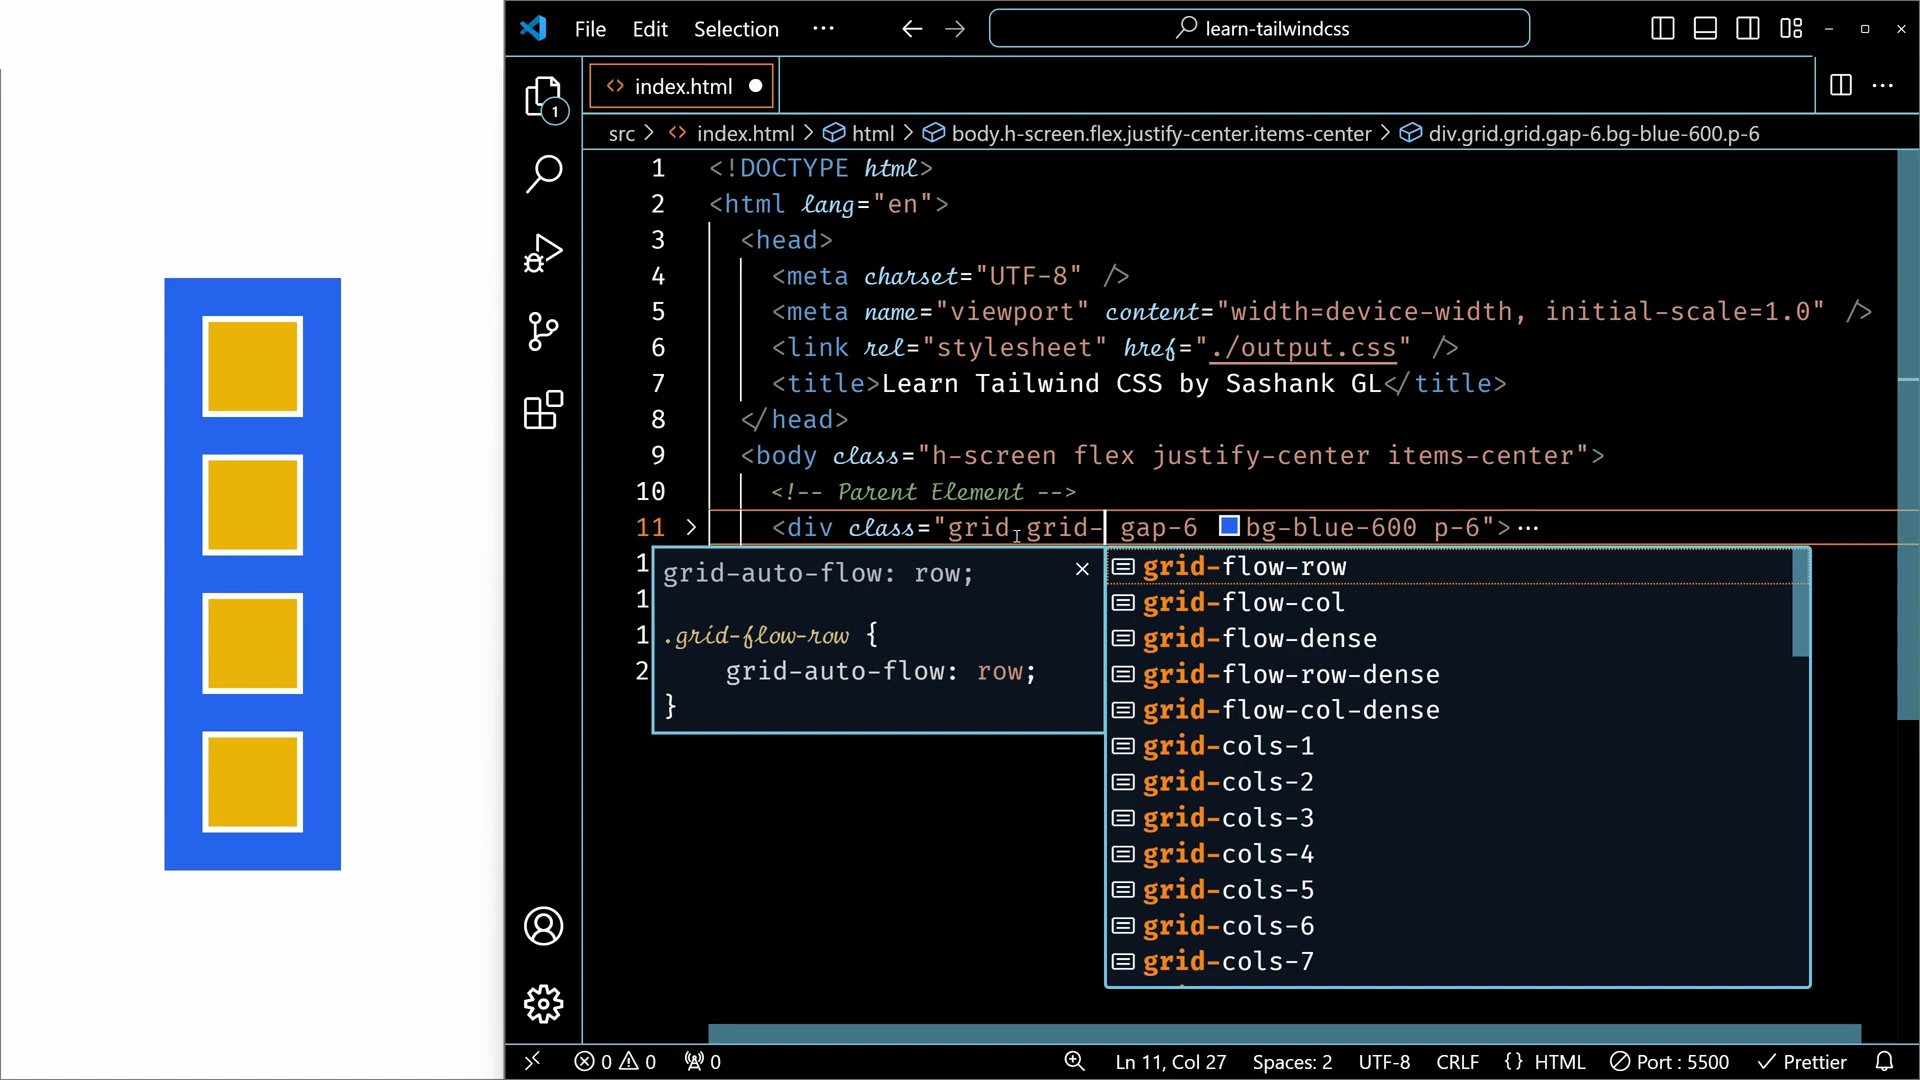 File Edit Selection ··· learn-tailwindcss
1
index.html
src > index.html > html > body.h-screen.flex.justify-center.items-center > div.grid.grid.gap-6.bg-blue-600.p-6
1 <!DOCTYPE html>
2 <html lang="en">
3 <head>
4 <meta charset="UTF-8" />
5 <meta name="viewport" content="width=device-width, initial-scale=1.0" />
6 <link rel="stylesheet" href="./output.css" />
7 <title>Learn Tailwind CSS by Sashank GL</title>
8 </head>
9 <body class="h-screen flex justify-center items-center">
10 <!-- Parent Element -->
11 <div class="grid grid- gap-6 bg-blue-600 p-6">···
1
1
1
2
grid-auto-flow: row;
.grid-flow-row {
grid-auto-flow: row;
}
grid-flow-row
grid-flow-col
grid-flow-dense
grid-flow-row-dense
grid-flow-col-dense
grid-cols-1
grid-cols-2
grid-cols-3
grid-cols-4
grid-cols-5
grid-cols-6
grid-cols-7
0 0 0 Ln 11, Col 27 Spaces: 2 UTF-8 CRLF {} HTML Port : 5500 Prettier